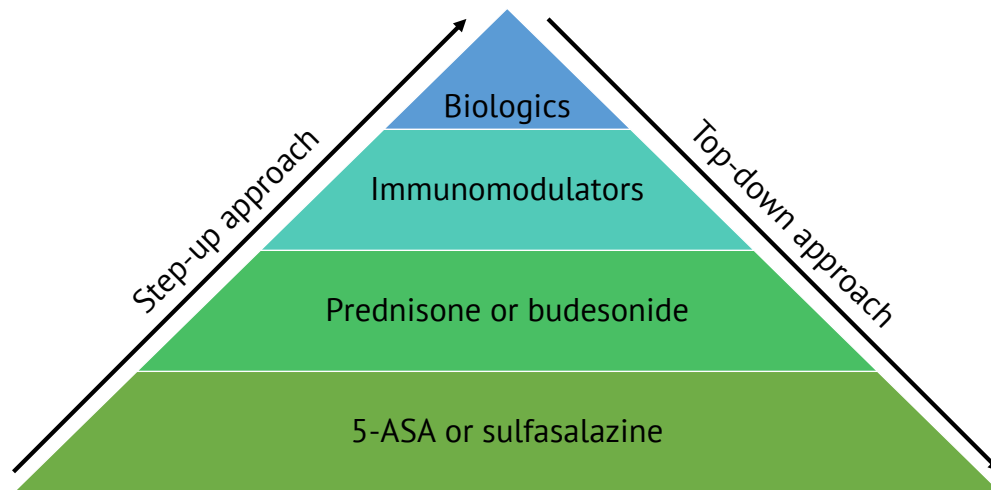 Biologics
Step-up approach
Top-down approach
Immunomodulators
Prednisone or budesonide
5-ASA or sulfasalazine